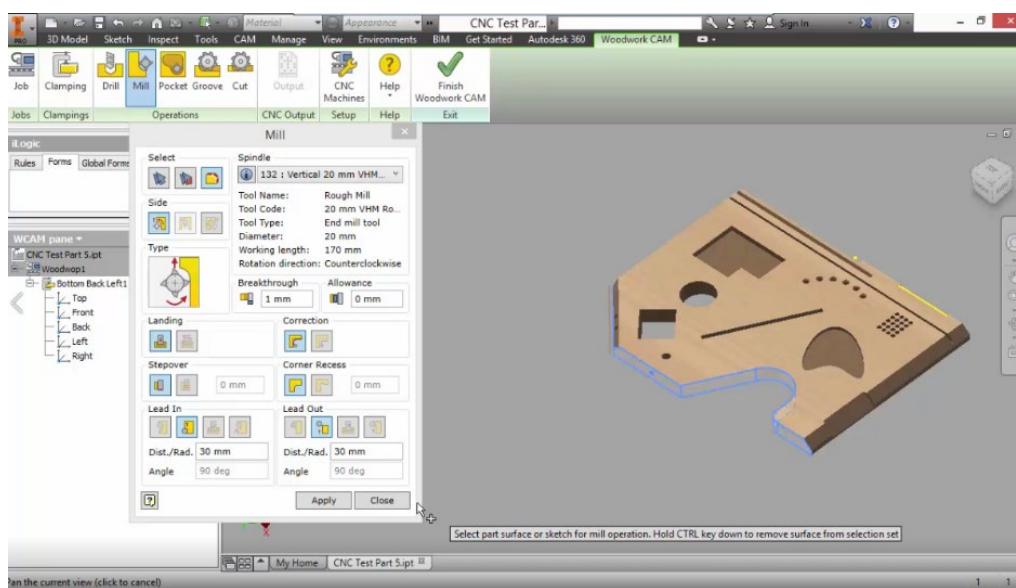 PRO
Material
Appearance
CNC Test Par...
Sign In
3D Model Sketch Inspect Tools CAM Manage View Environments BIM Get Started Autodesk 360 Woodwork CAM
Job Clamping Drill Mill Pocket Groove Cut Output CNC Machines Help Finish Woodwork CAM
Jobs Clampings Operations CNC Output Setup Help Exit
iLogic
Rules Forms Global Forms
WCAM pane
CNC Test Part 5.ipt
Woodwop1
Bottom Back Left1
Top
Front
Back
Left
Right
Mill
Select
Spindle
132 : Vertical 20 mm VHM...
Tool Name: Rough Mill
Side
Tool Code: 20 mm VHM Ro...
Tool Type: End mill tool
Diameter: 20 mm
Type
Working length: 170 mm
Rotation direction: Counterclockwise
Breakthrough Allowance
1 mm 0 mm
Landing Correction
Stepover Corner Recess
0 mm 0 mm
Lead In Lead Out
Dist./Rad. 30 mm Dist./Rad. 30 mm
Angle 90 deg Angle 90 deg
Apply Close
Select part surface or sketch for mill operation. Hold CTRL key down to remove surface from selection set
X
My Home CNC Test Part 5.ipt
Pan the current view (click to cancel) 1 1